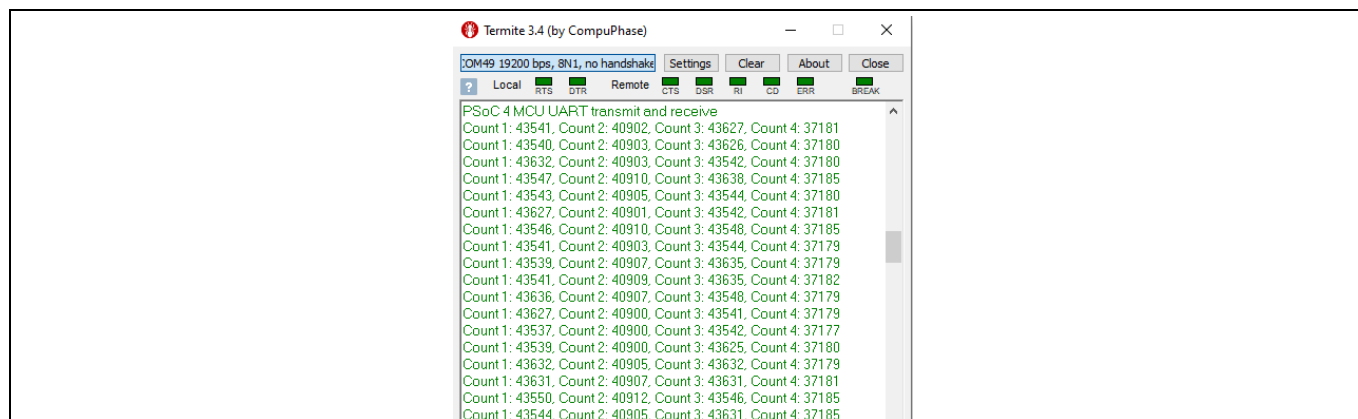 Termite 3.4 (by CompuPhase)
COM49 19200 bps, 8N1, no handshake Settings Clear About Close
? Local RTS DTR Remote CTS DSR RI CD ERR BREAK
PSoC 4 MCU UART transmit and receive
Count 1: 43541, Count 2: 40902, Count 3: 43627, Count 4: 37181
Count 1: 43540, Count 2: 40903, Count 3: 43626, Count 4: 37180
Count 1: 43632, Count 2: 40903, Count 3: 43542, Count 4: 37180
Count 1: 43547, Count 2: 40910, Count 3: 43638, Count 4: 37185
Count 1: 43543, Count 2: 40905, Count 3: 43544, Count 4: 37180
Count 1: 43627, Count 2: 40901, Count 3: 43542, Count 4: 37181
Count 1: 43546, Count 2: 40910, Count 3: 43548, Count 4: 37185
Count 1: 43541, Count 2: 40903, Count 3: 43544, Count 4: 37179
Count 1: 43539, Count 2: 40907, Count 3: 43635, Count 4: 37179
Count 1: 43541, Count 2: 40909, Count 3: 43635, Count 4: 37182
Count 1: 43636, Count 2: 40907, Count 3: 43548, Count 4: 37179
Count 1: 43627, Count 2: 40900, Count 3: 43541, Count 4: 37179
Count 1: 43537, Count 2: 40900, Count 3: 43542, Count 4: 37177
Count 1: 43539, Count 2: 40900, Count 3: 43625, Count 4: 37180
Count 1: 43632, Count 2: 40905, Count 3: 43632, Count 4: 37179
Count 1: 43631, Count 2: 40907, Count 3: 43631, Count 4: 37181
Count 1: 43550, Count 2: 40912, Count 3: 43546, Count 4: 37185
Count 1: 43544, Count 2: 40905, Count 3: 43631, Count 4: 37185